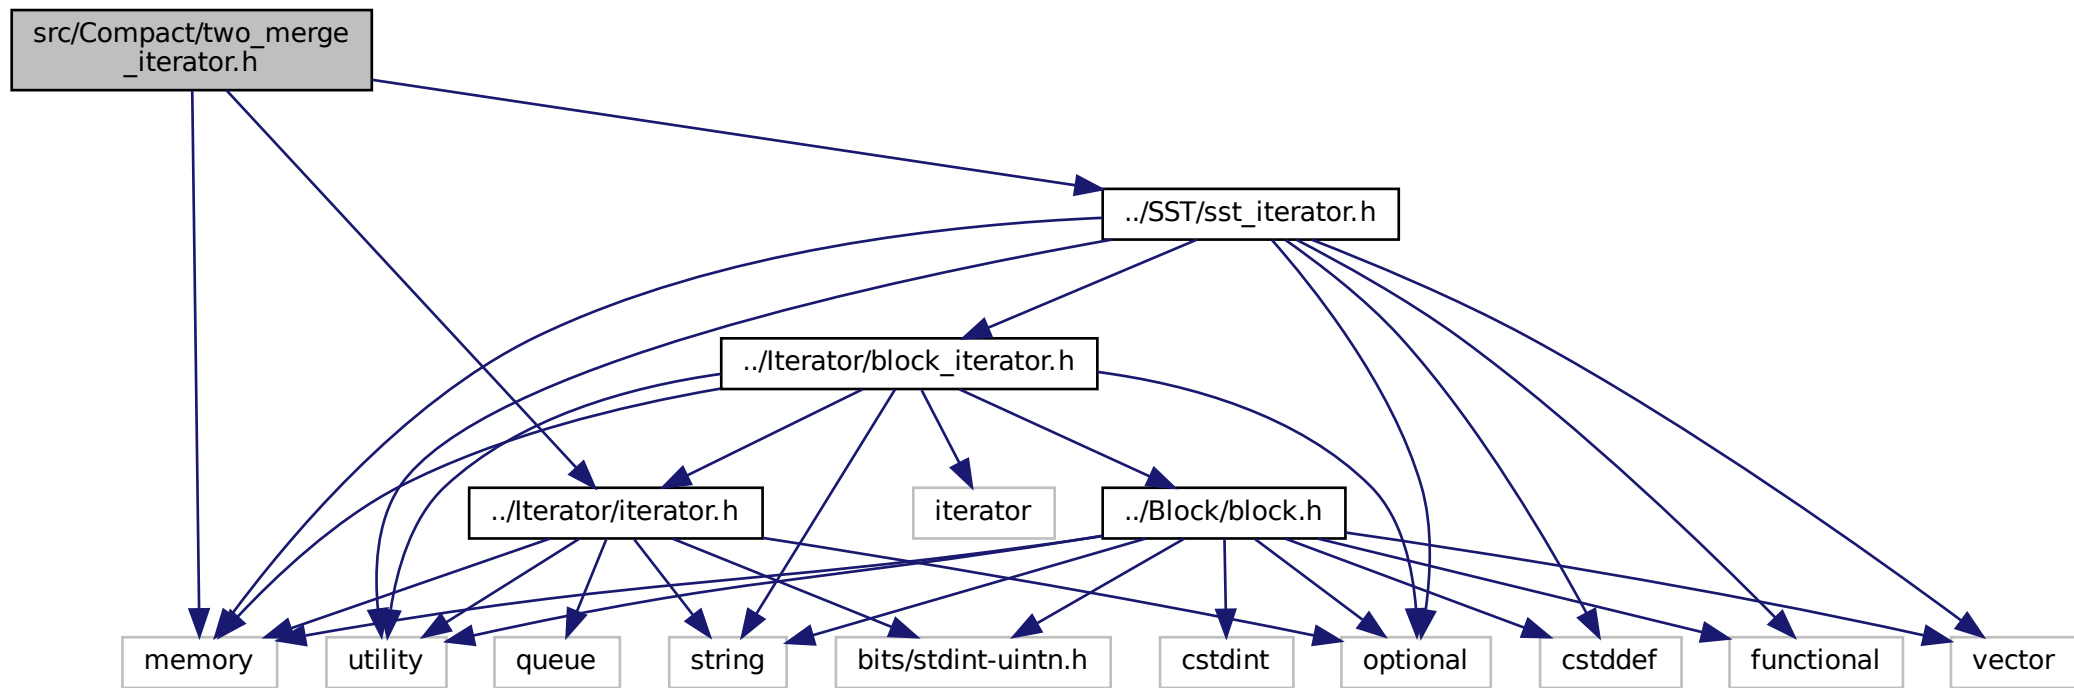 src/Compact/two_merge
_iterator.h
../SST/sst_iterator.h
../Iterator/block_iterator.h
../Iterator/iterator.h
iterator
../Block/block.h
memory
utility
queue
string
bits/stdint-uintn.h
cstdint
optional
cstddef
functional
vector